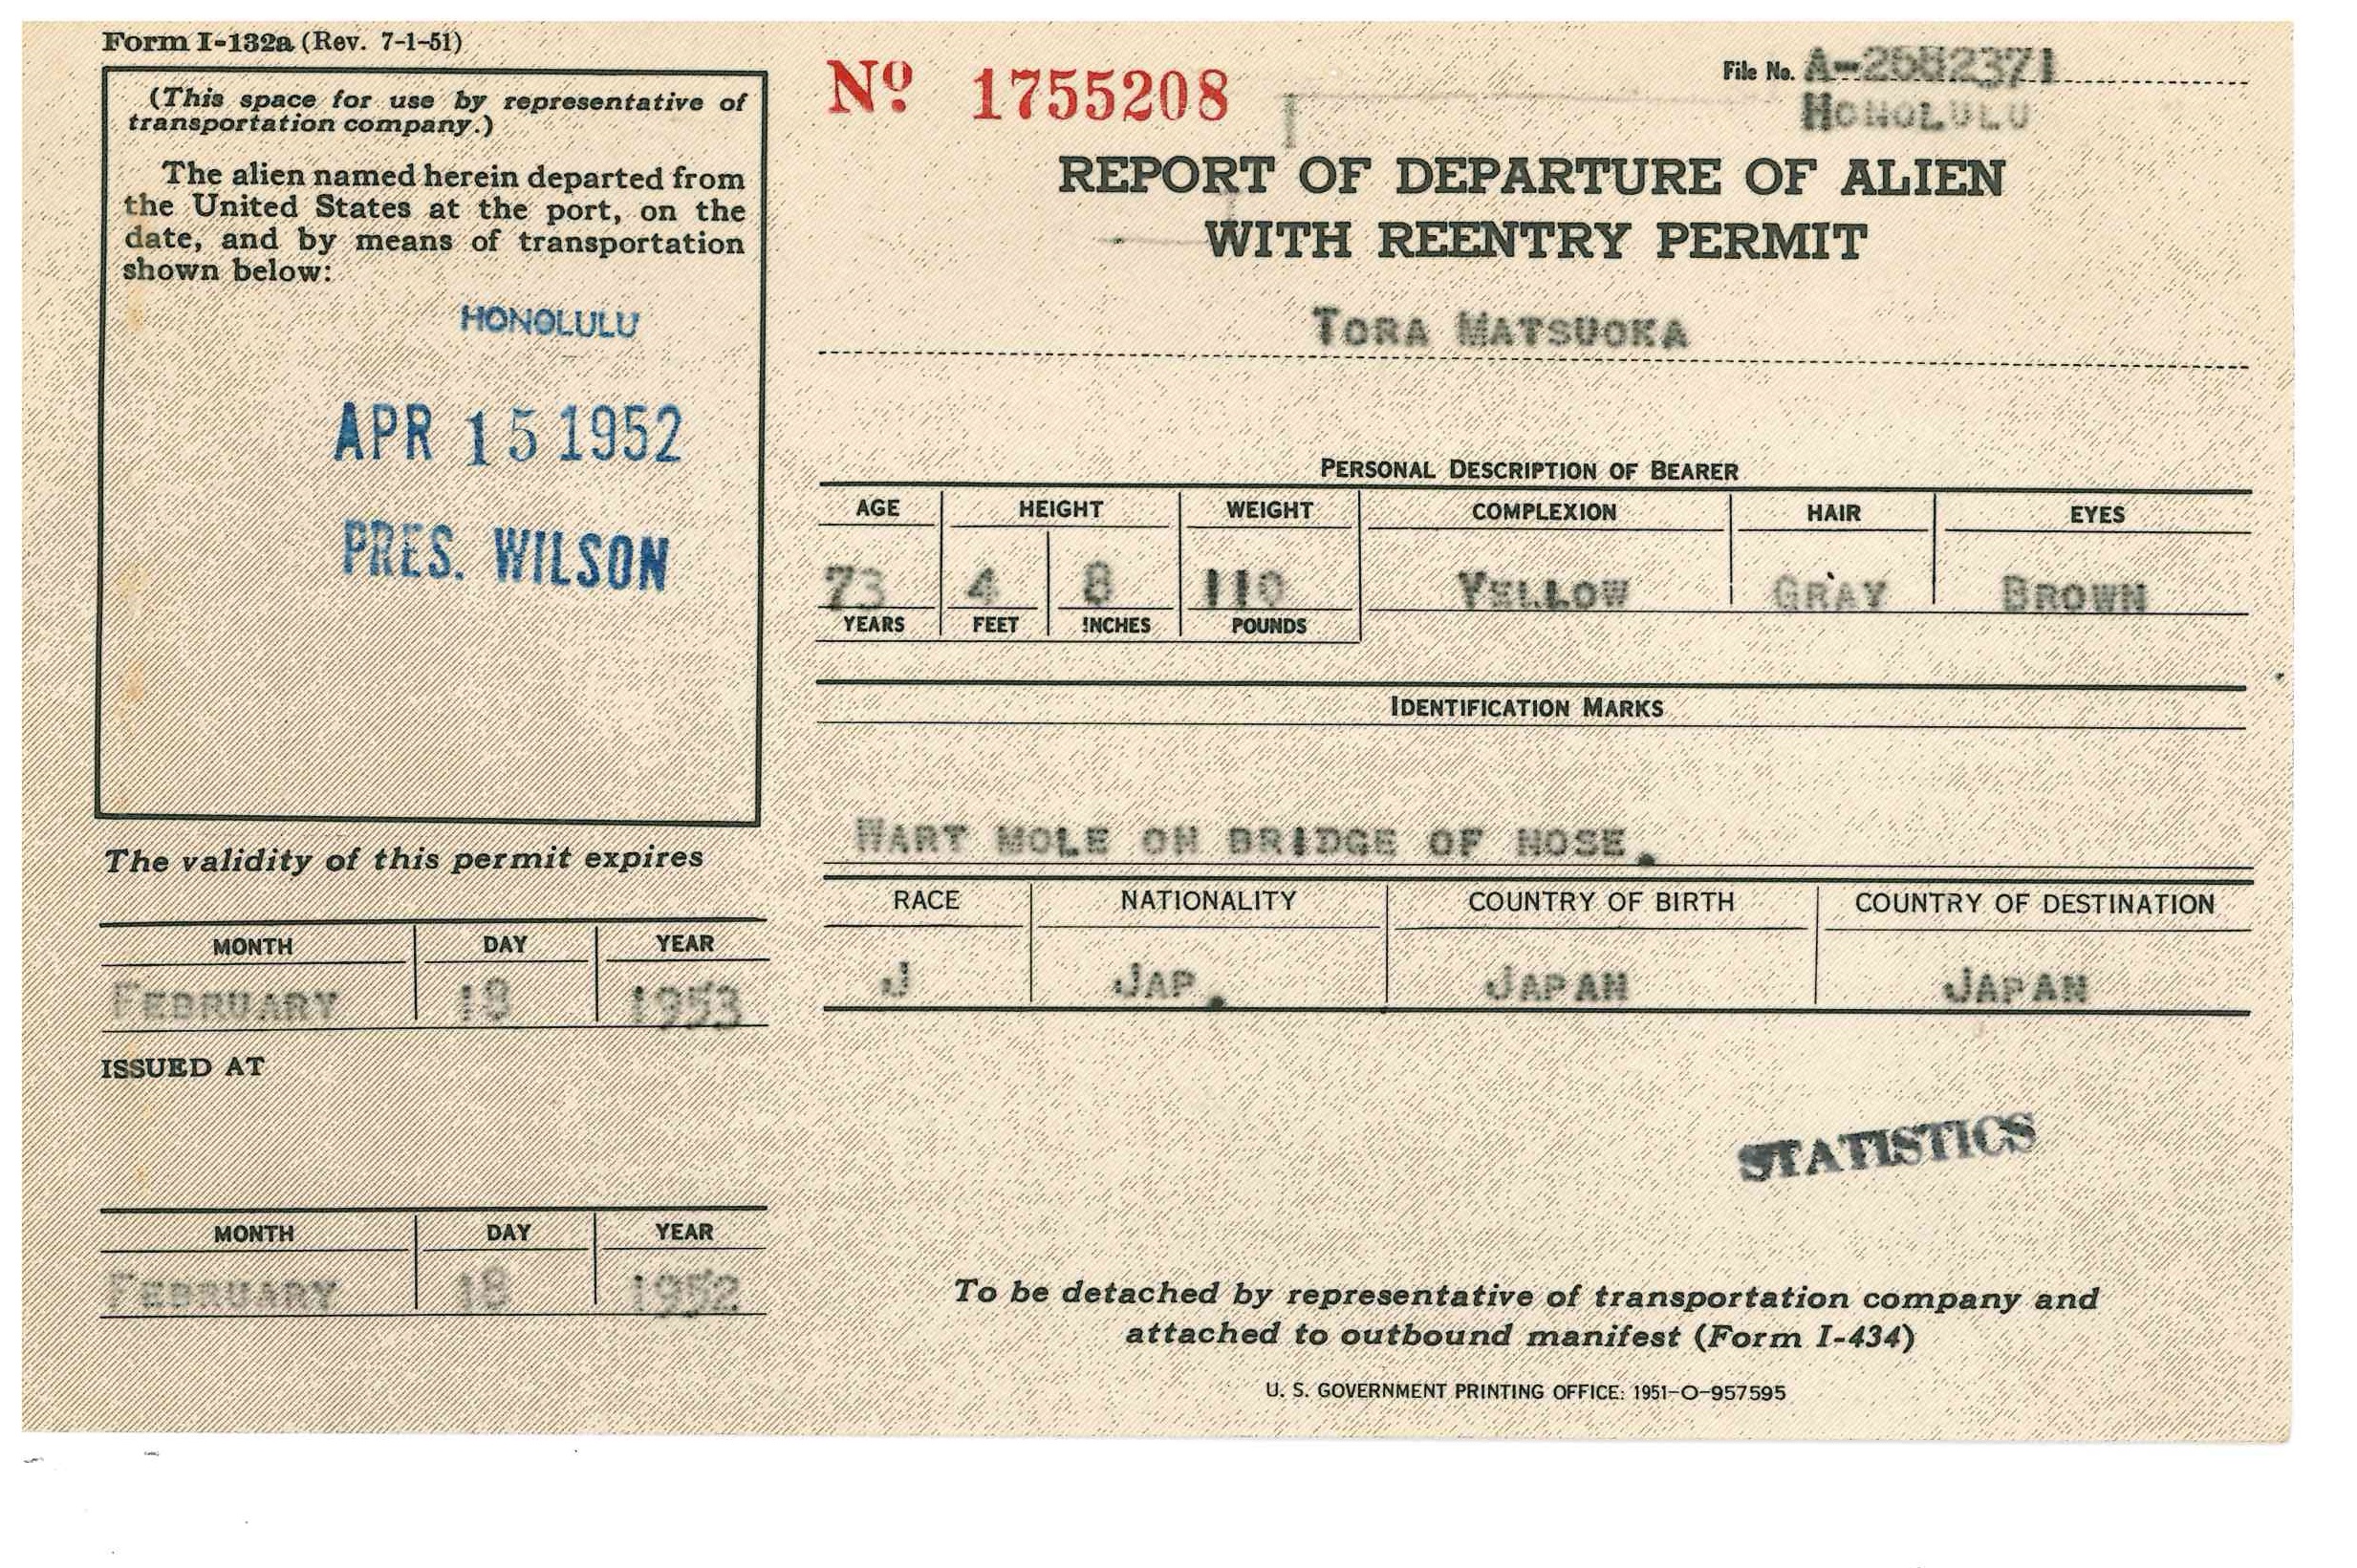 Form I-132a (Rev. 7-1-51)
(This space for use by representative of
transportation company.)
The alien named herein departed from
the United States at the port, on the
date, and by means of transportation
shown below:
HONOLULU
APR 15 1952
PRES. WILSON
The validity of this permit expires
MONTH DAY YEAR
FEBRUARY 18 1953
ISSUED AT
MONTH DAY YEAR
FEBRUARY 18 1952
Nº 1755208
File No. A-2582371
HONOLULU
REPORT OF DEPARTURE OF ALIEN
WITH REENTRY PERMIT
TORA MATSUOKA
PERSONAL DESCRIPTION OF BEARER
AGE HEIGHT WEIGHT COMPLEXION HAIR EYES
73 4 8 110 YELLOW GRAY BROWN
YEARS FEET INCHES POUNDS
IDENTIFICATION MARKS
WART MOLE ON BRIDGE OF NOSE.
RACE NATIONALITY COUNTRY OF BIRTH COUNTRY OF DESTINATION
J JAP. JAPAN JAPAN
STATISTICS
To be detached by representative of transportation company and
attached to outbound manifest (Form I-434)
U. S. GOVERNMENT PRINTING OFFICE: 1951-O-957595